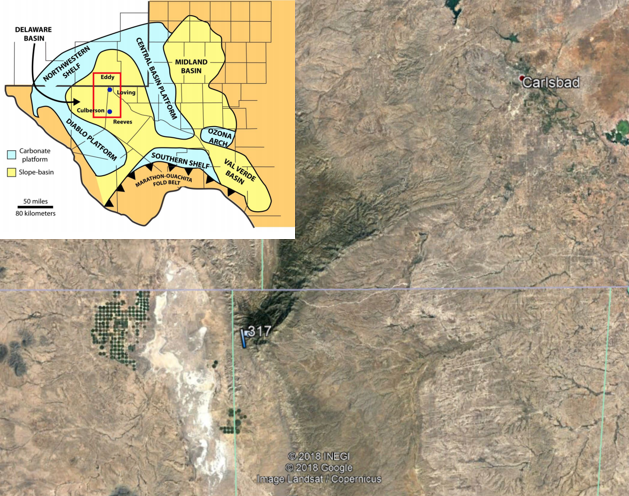 DELAWARE
BASIN
NORTHWESTERN
SHELF
CENTRAL BASIN PLATFORM
MIDLAND
BASIN
Eddy
Loving
Culberson
Reeves
DIABLO PLATFORM
OZONA
ARCH
SOUTHERN SHELF
VAL VERDE
BASIN
MARATHON-OUACHITA
FOLD BELT
Carbonate
platform
Slope-basin
50 miles
80 kilometers
Carlsbad
317
© 2018 INEGI
© 2018 Google
Image Landsat / Copernicus